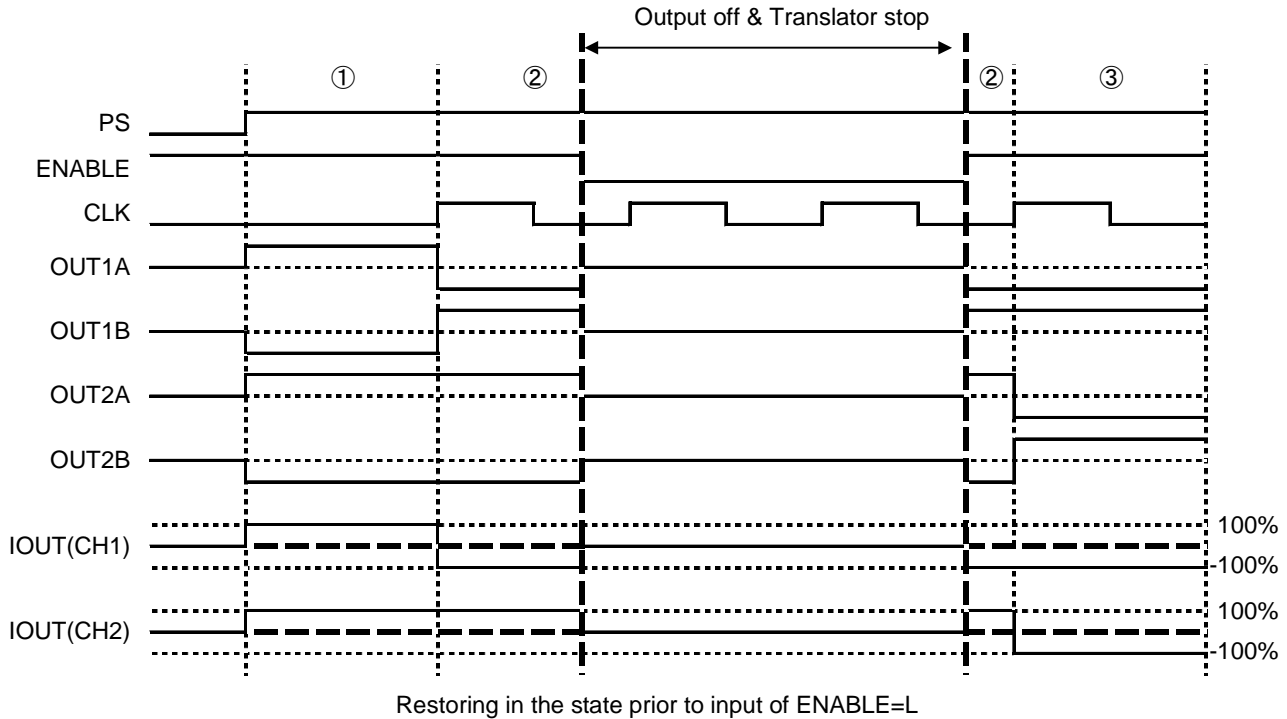 Output off & Translator stop
① ② ② ③
PS
ENABLE
CLK
OUT1A
OUT1B
OUT2A
OUT2B
IOUT(CH1)
100%
-100%
IOUT(CH2)
100%
-100%
Restoring in the state prior to input of ENABLE=L